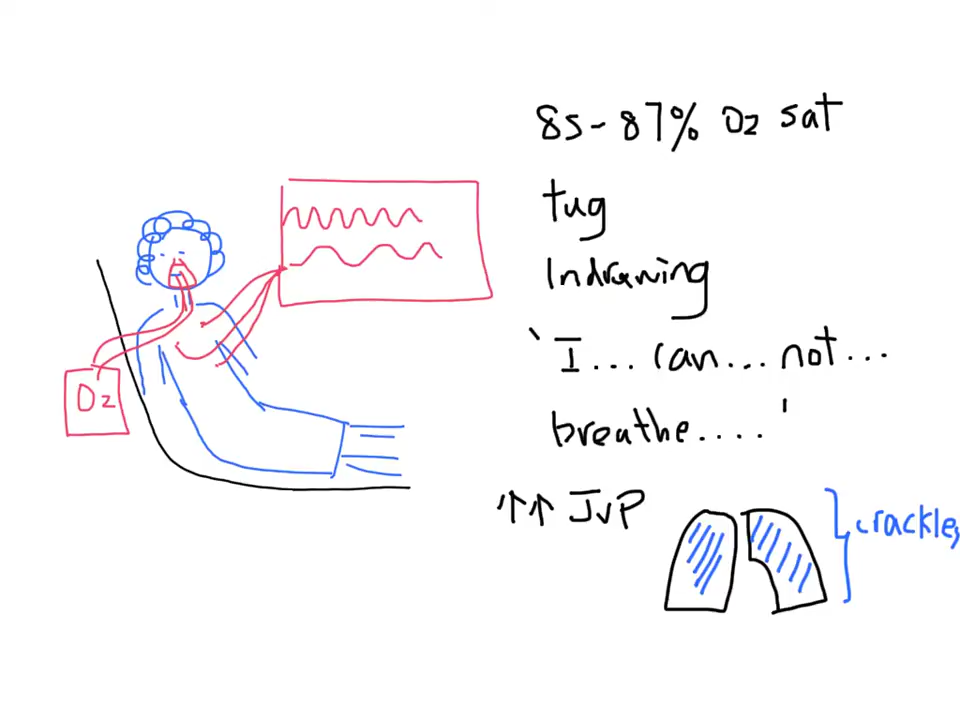 85-87% O2 sat
tug
Indrawing
'I... can... not...
breathe....'
↑↑ JVP
crackles
O2